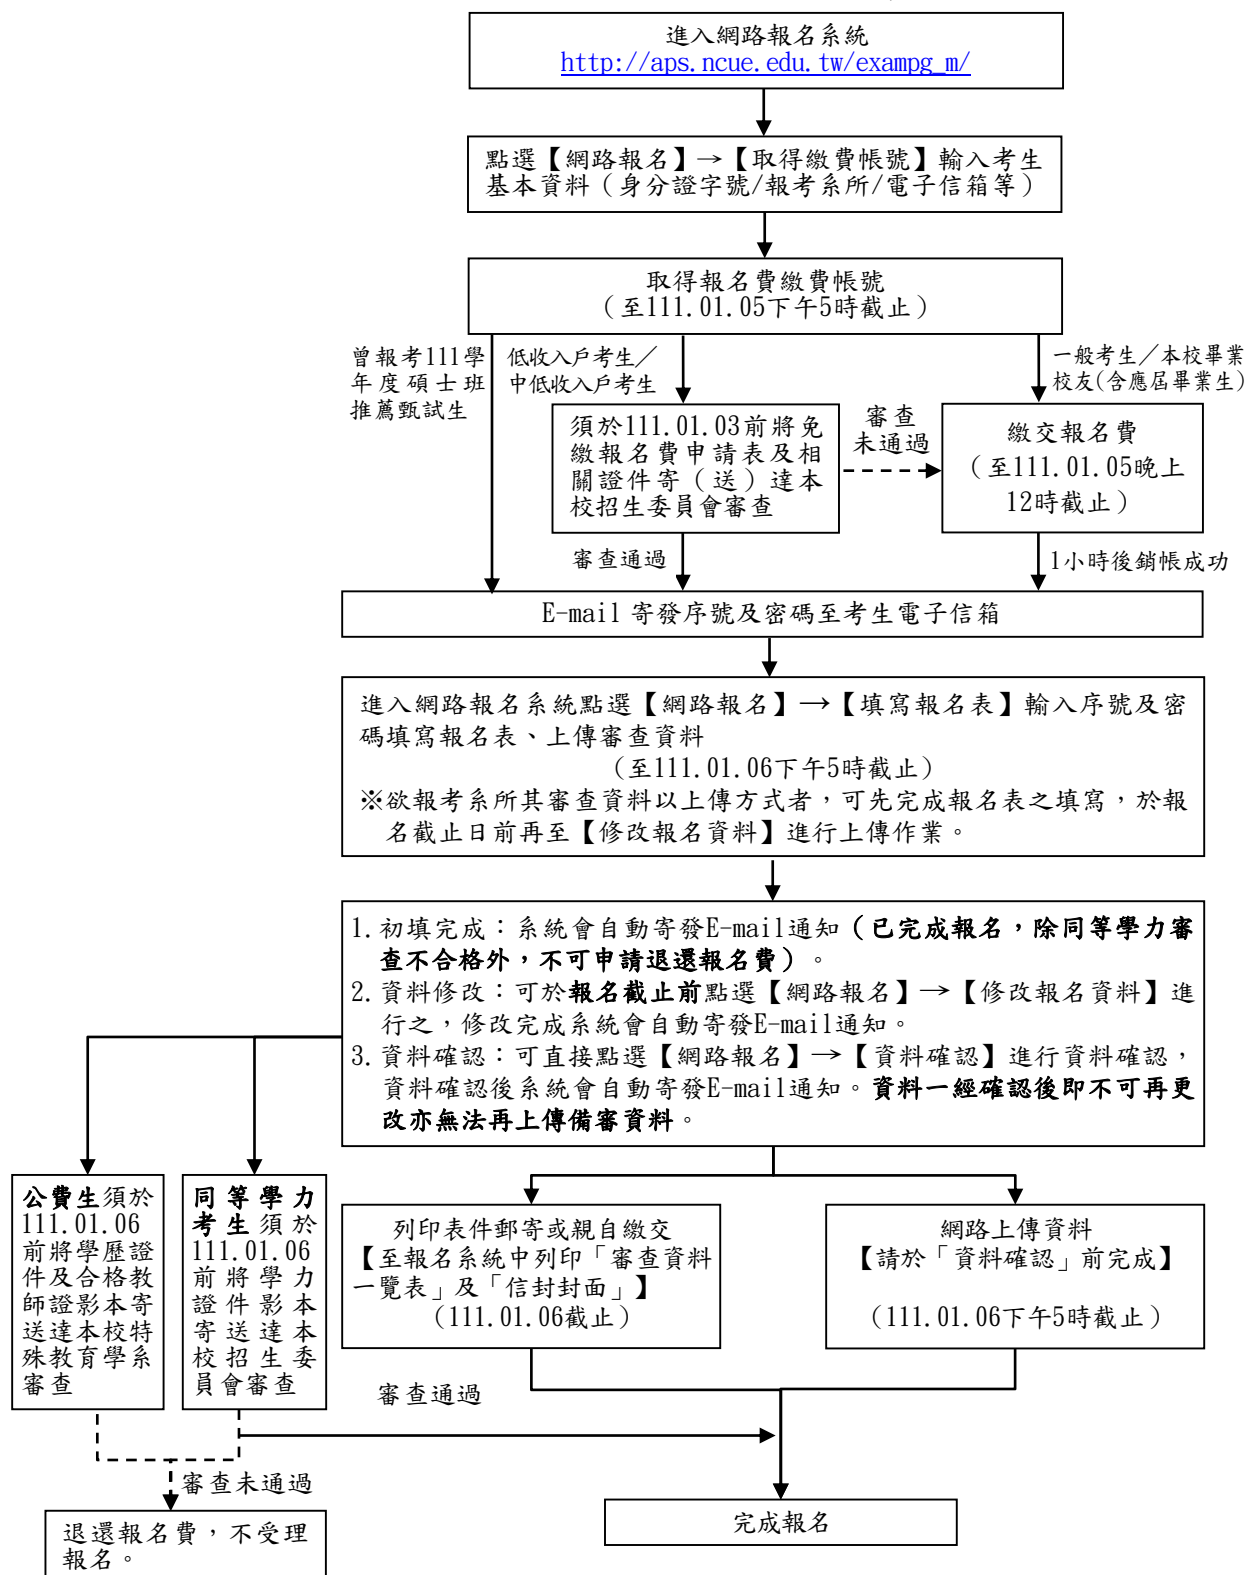 進入網路報名系統
http://aps.ncue.edu.tw/exampg_m/
點選【網路報名】→【取得繳費帳號】輸入考生
基本資料（身分證字號/報考系所/電子信箱等）
取得報名費繳費帳號
（至111.01.05下午5時截止）
曾報考111學
年度碩士班
推薦甄試生
低收入戶考生／
中低收入戶考生
一般考生／本校畢業
校友(含應屆畢業生)
須於111.01.03前將免
繳報名費申請表及相
關證件寄（送）達本
校招生委員會審查
審查
未通過
繳交報名費
（至111.01.05晚上
12時截止）
審查通過
1小時後銷帳成功
E-mail 寄發序號及密碼至考生電子信箱
進入網路報名系統點選【網路報名】→【填寫報名表】輸入序號及密
碼填寫報名表、上傳審查資料
（至111.01.06下午5時截止）
※欲報考系所其審查資料以上傳方式者，可先完成報名表之填寫，於報
名截止日前再至【修改報名資料】進行上傳作業。
1.初填完成：系統會自動寄發E-mail通知（已完成報名，除同等學力審
查不合格外，不可申請退還報名費）。
2.資料修改：可於報名截止前點選【網路報名】→【修改報名資料】進
行之，修改完成系統會自動寄發E-mail通知。
3.資料確認：可直接點選【網路報名】→【資料確認】進行資料確認，
資料確認後系統會自動寄發E-mail通知。資料一經確認後即不可再更
改亦無法再上傳備審資料。
公費生須於
111.01.06
前將學歷證
件及合格教
師證影本寄
送達本校特
殊教育學系
審查
同等學力
考生須於
111.01.06
前將學力
證件影本
寄送達本
校招生委
員會審查
列印表件郵寄或親自繳交
【至報名系統中列印「審查資料
一覽表」及「信封封面」】
(111.01.06截止）
網路上傳資料
【請於「資料確認」前完成】
（111.01.06下午5時截止）
審查通過
審查未通過
退還報名費，不受理
報名。
完成報名